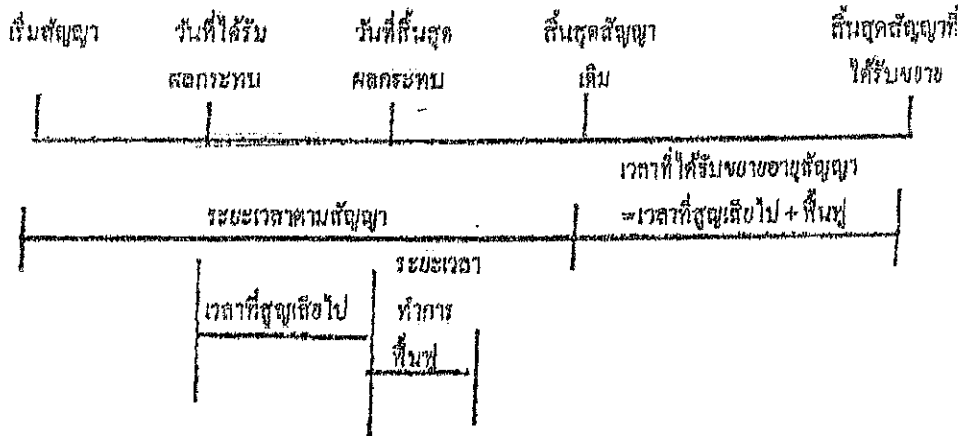 เริ่มสัญญา
วันที่ได้รับ
ผลกระทบ
วันที่สิ้นสุด
ผลกระทบ
สิ้นสุดสัญญา
เดิม
สิ้นสุดสัญญาที่
ได้รับขยาย
เวลาที่ได้รับขยายอายุสัญญา
=เวลาที่สูญเสียไป + ฟื้นฟู
ระยะเวลาตามสัญญา
เวลาที่สูญเสียไป
ระยะเวลา
ทำการ
ฟื้นฟู